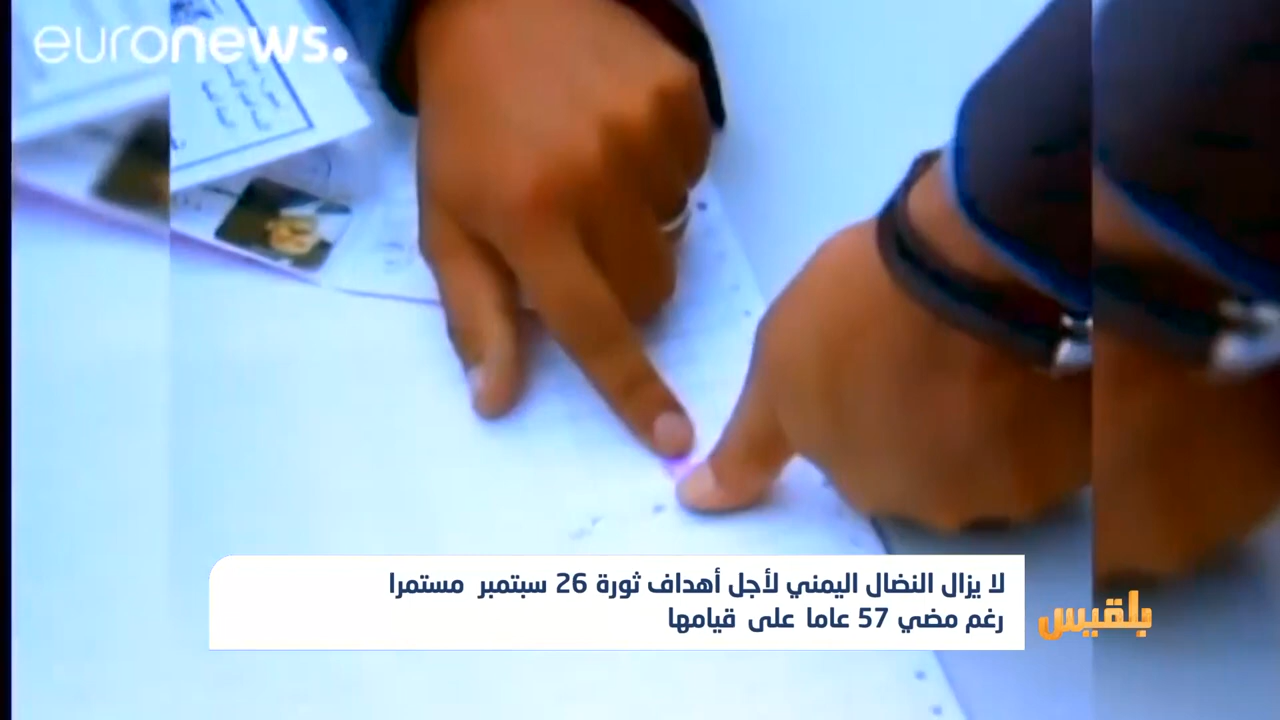 euronews.
لا يزال النضال اليمني لأجل أهداف ثورة 26 سبتمبر مستمرا
رغم مضي 57 عاما على قيامها
بلقيس